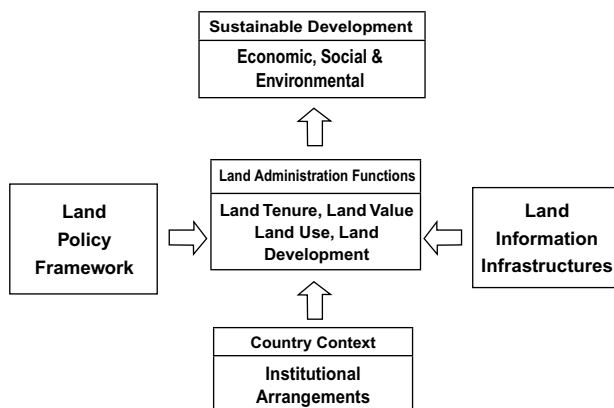 Sustainable Development
Economic, Social &
Environmental
Land Administration Functions
Land Tenure, Land Value
Land Use, Land
Development
Land
Policy
Framework
Land
Information
Infrastructures
Country Context
Institutional
Arrangements